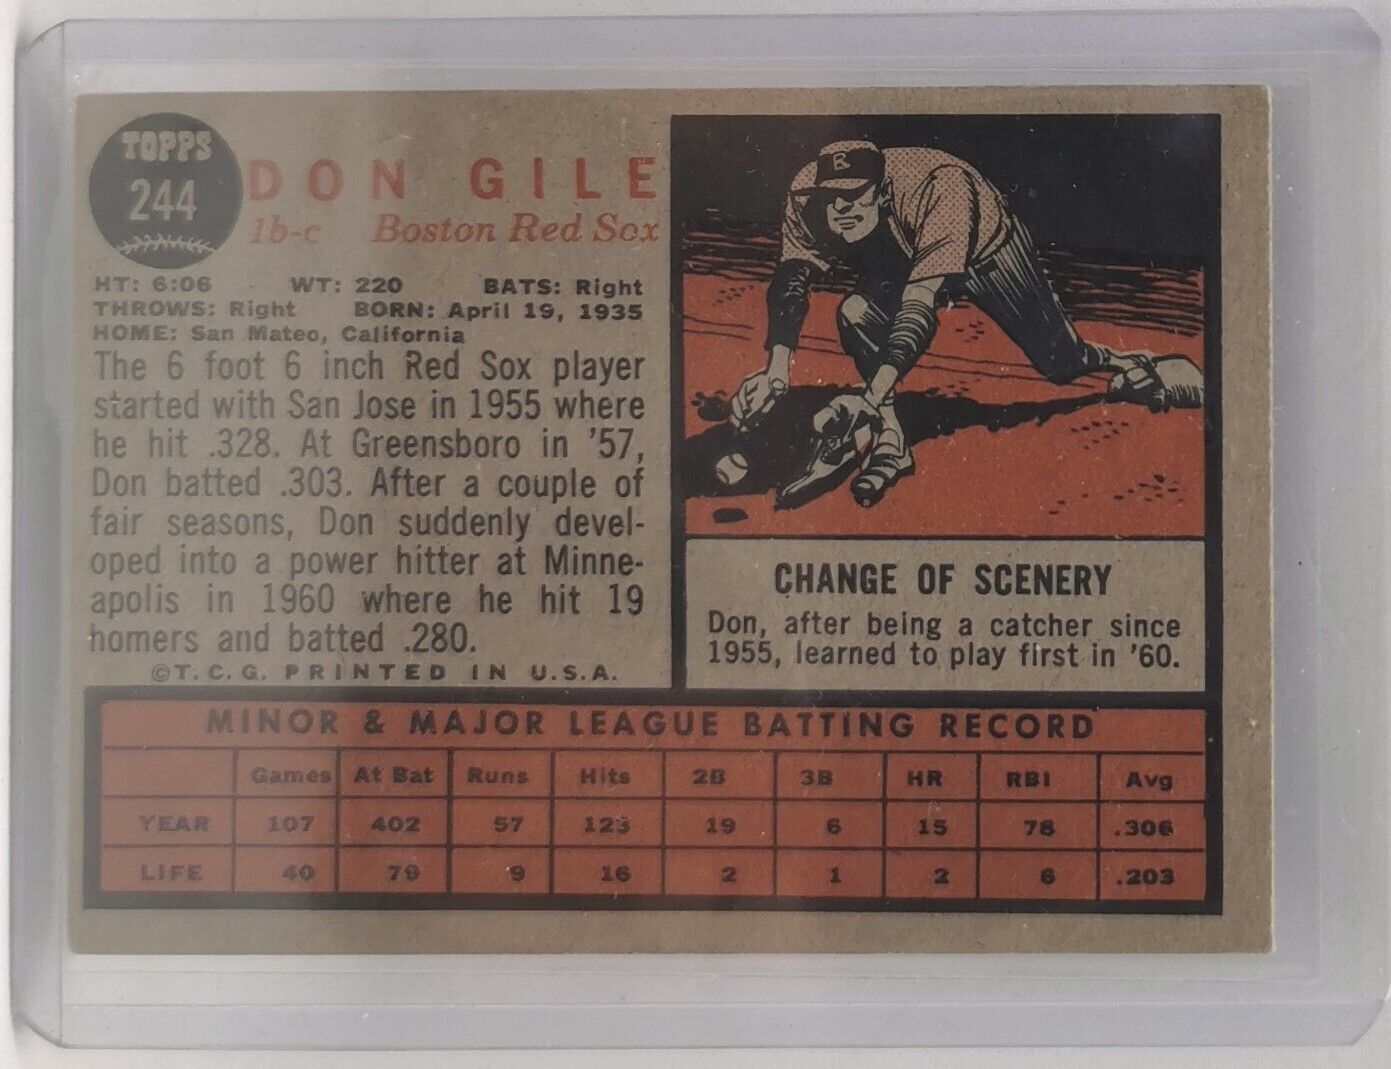 TOPPS
244
DON GILE
1b-c Boston Red Sox
HT: 6:06 WT: 220 BATS: Right
THROWS: Right BORN: April 19, 1935
HOME: San Mateo, California
The 6 foot 6 inch Red Sox player
started with San Jose in 1955 where
he hit .328. At Greensboro in '57,
Don batted .303. After a couple of
fair seasons, Don suddenly devel-
oped into a power hitter at Minne-
apolis in 1960 where he hit 19
homers and batted .280.
©T.C.G. PRINTED IN U.S.A.
B
CHANGE OF SCENERY
Don, after being a catcher since
1955, learned to play first in '60.
MINOR & MAJOR LEAGUE BATTING RECORD
Games At Bat Runs Hits 2B 3B HR RBI Avg
YEAR 107 402 57 123 19 6 15 78 .306
LIFE 40 79 9 16 2 1 2 6 .203